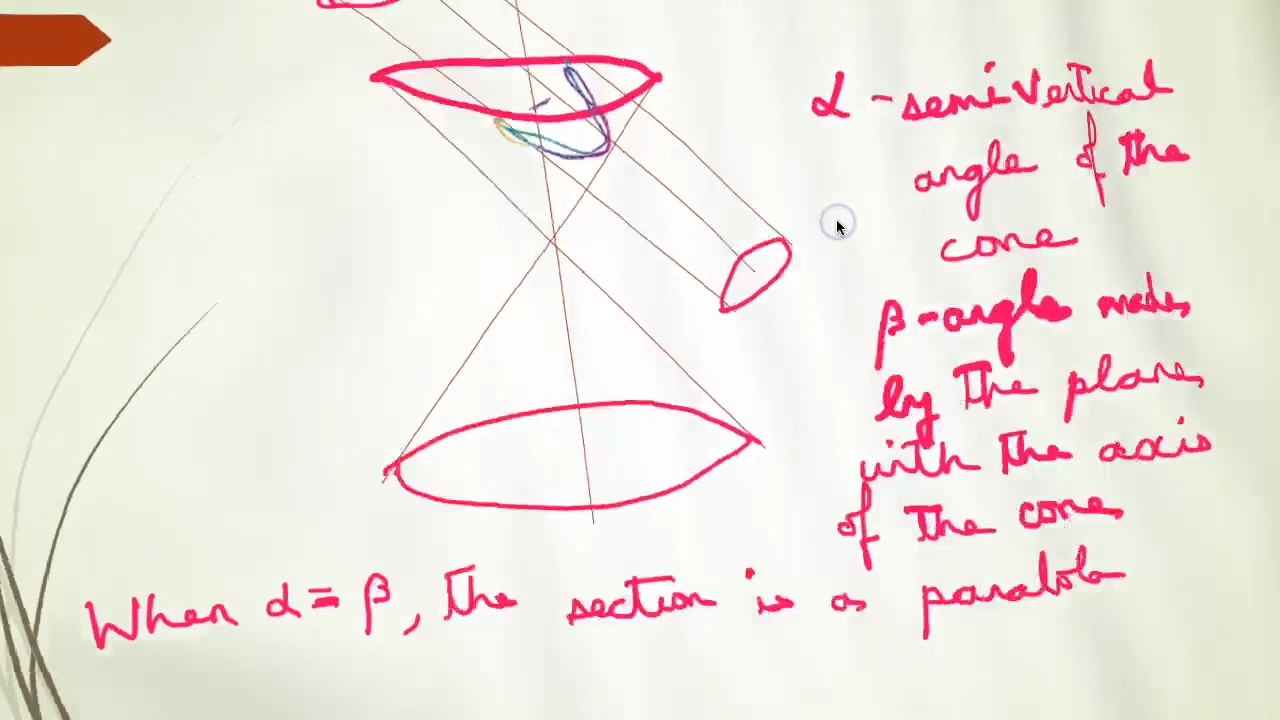 α - semi vertical
angle of the
cone
β - angle made
by the plane
with the axis
of the cone
When α = β, the section is a parabola